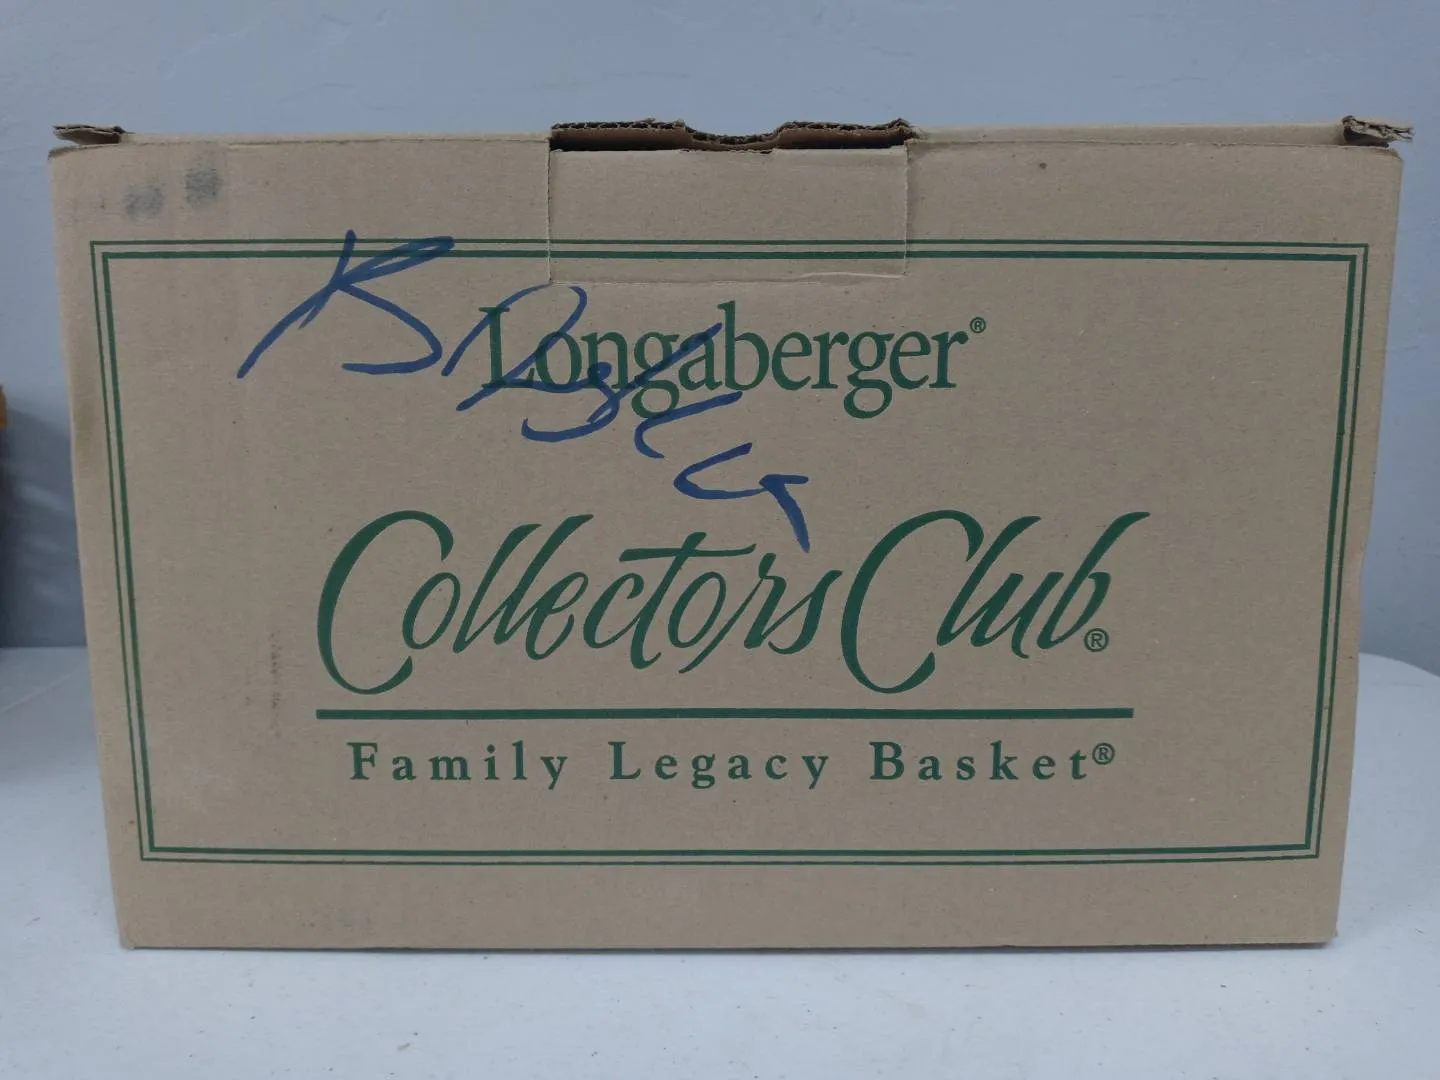 Longaberger®
Collectors Club®
Family Legacy Basket®